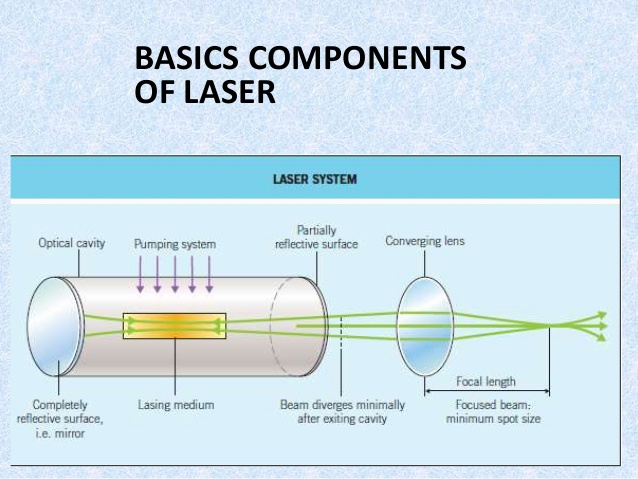 BASICS COMPONENTS
OF LASER
LASER SYSTEM
Optical cavity
Pumping system
Partially
reflective surface
Converging lens
Focal length
Completely
reflective surface,
i.e. mirror
Lasing medium
Beam diverges minimally
after exiting cavity
Focused beam:
minimum spot size